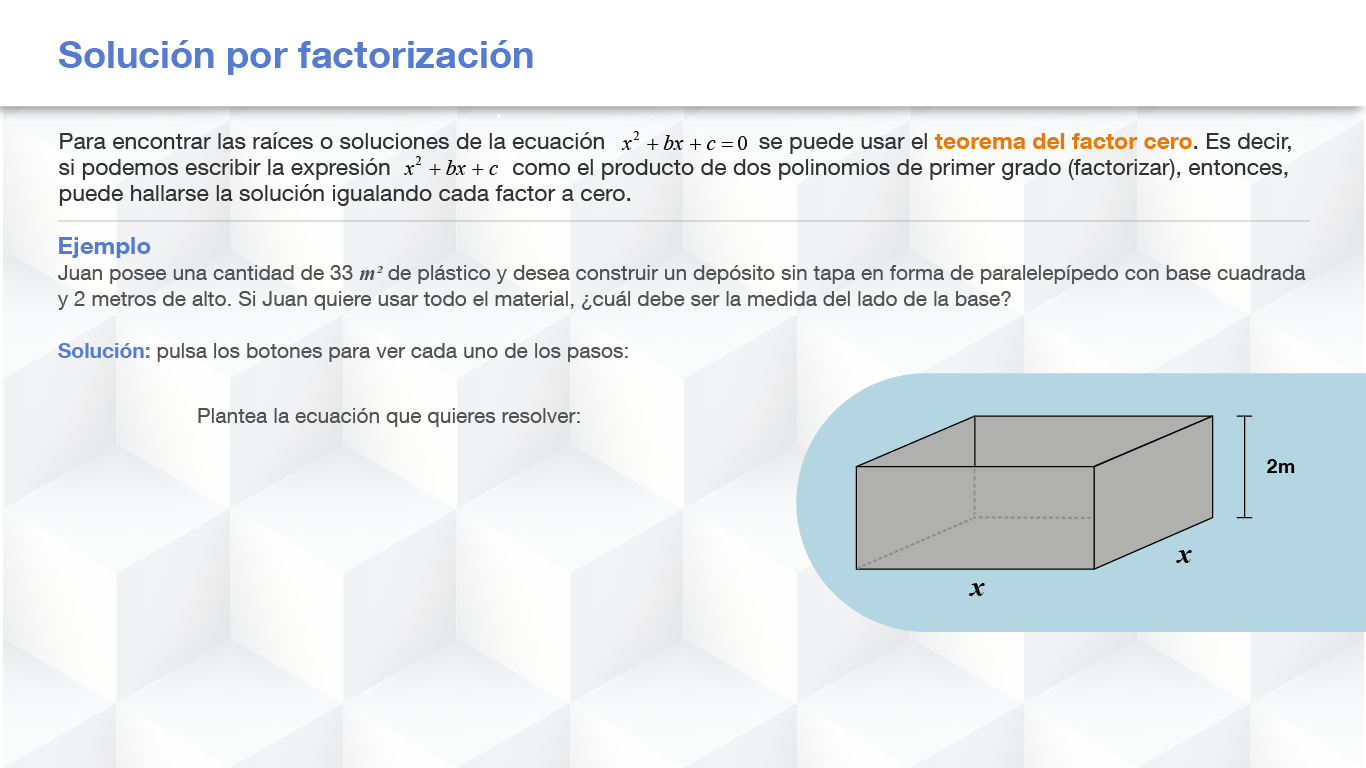 Solución por factorización
Para encontrar las raíces o soluciones de la ecuación x² + bx + c = 0 se puede usar el teorema del factor cero. Es decir,
si podemos escribir la expresión x² + bx + c como el producto de dos polinomios de primer grado (factorizar), entonces,
puede hallarse la solución igualando cada factor a cero.
Ejemplo
Juan posee una cantidad de 33 m² de plástico y desea construir un depósito sin tapa en forma de paralelepípedo con base cuadrada
y 2 metros de alto. Si Juan quiere usar todo el material, ¿cuál debe ser la medida del lado de la base?
Solución: pulsa los botones para ver cada uno de los pasos:
Plantea la ecuación que quieres resolver:
2m
x
x